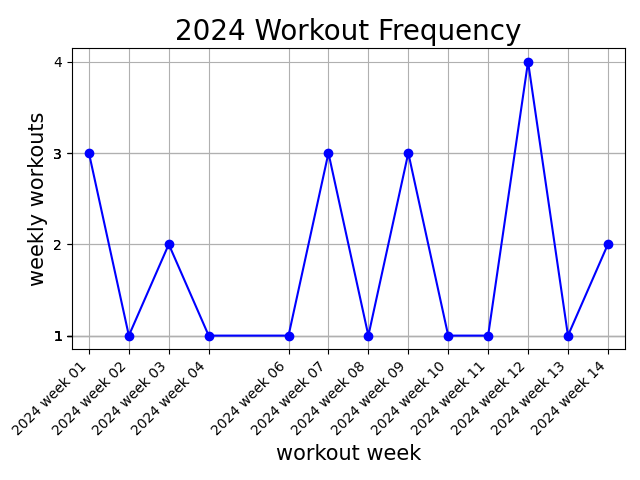 2024 Workout Frequency
weekly workouts
4
3
2
1
2024 week 01
2024 week 02
2024 week 03
2024 week 04
2024 week 06
2024 week 07
2024 week 08
2024 week 09
2024 week 10
2024 week 11
2024 week 12
2024 week 13
2024 week 14
workout week